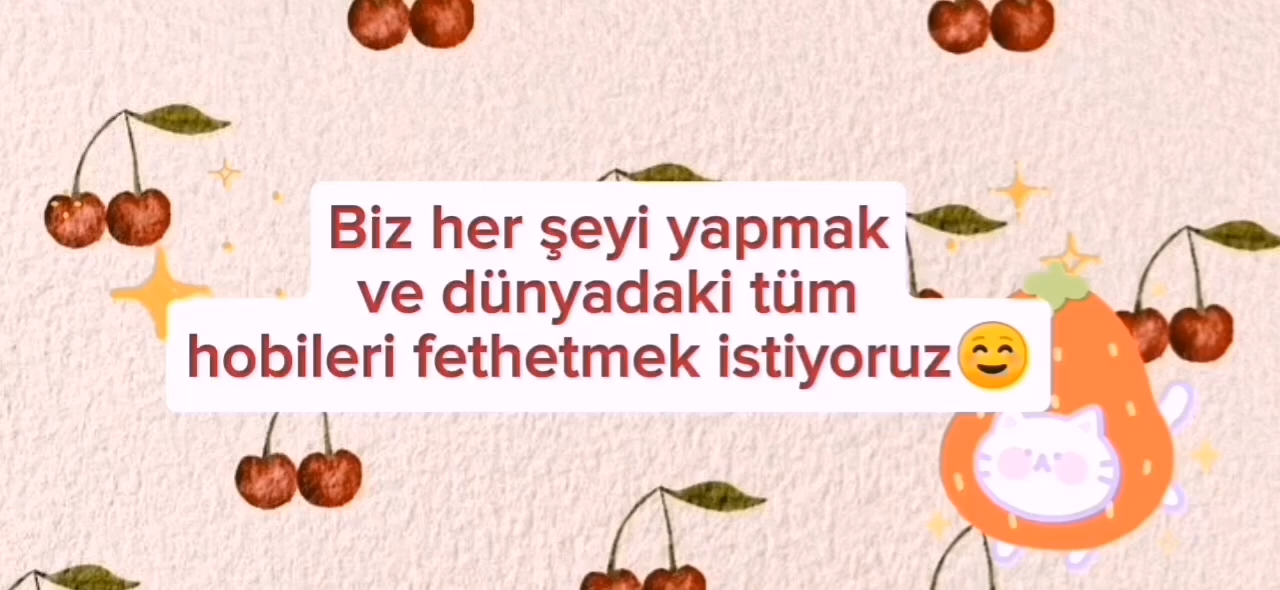 Biz her şeyi yapmak
ve dünyadaki tüm
hobileri fethetmek istiyoruz😊